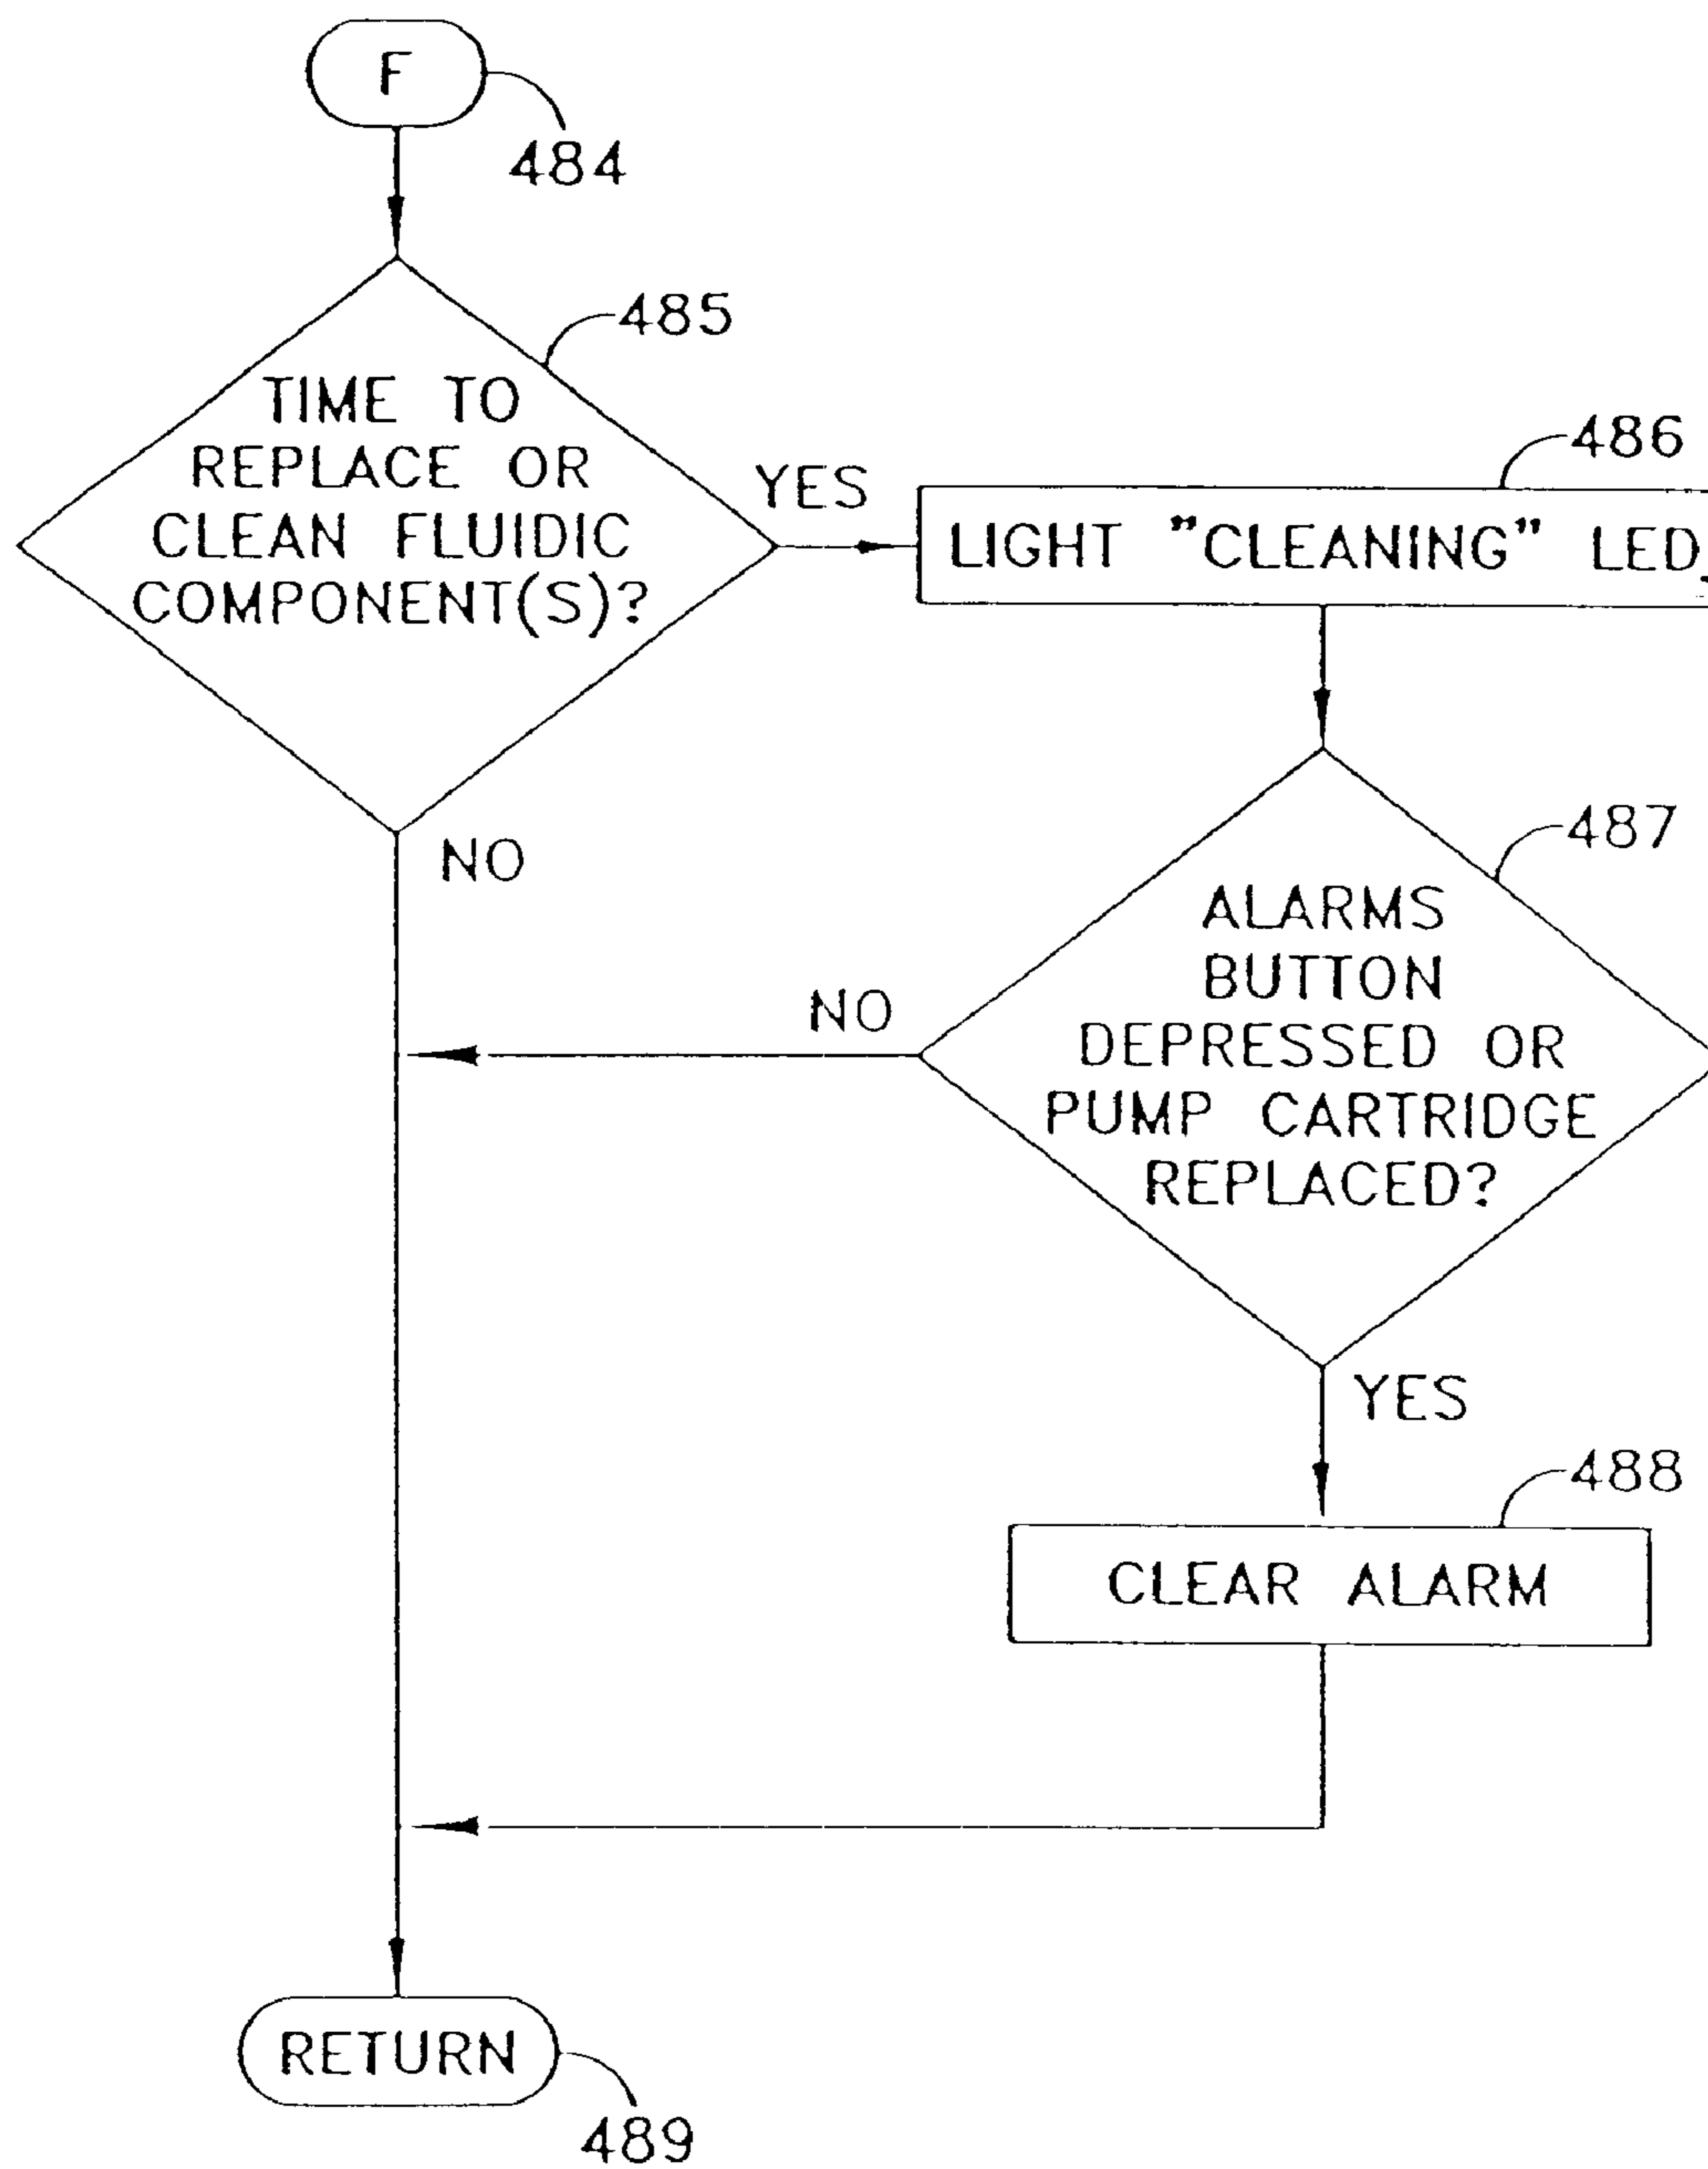 F
484
485
TIME TO
REPLACE OR
CLEAN FLUIDIC
COMPONENT(S)?
YES
486
LIGHT "CLEANING" LED
NO
487
ALARMS
BUTTON
DEPRESSED OR
PUMP CARTRIDGE
REPLACED?
NO
YES
488
CLEAR ALARM
RETURN
489